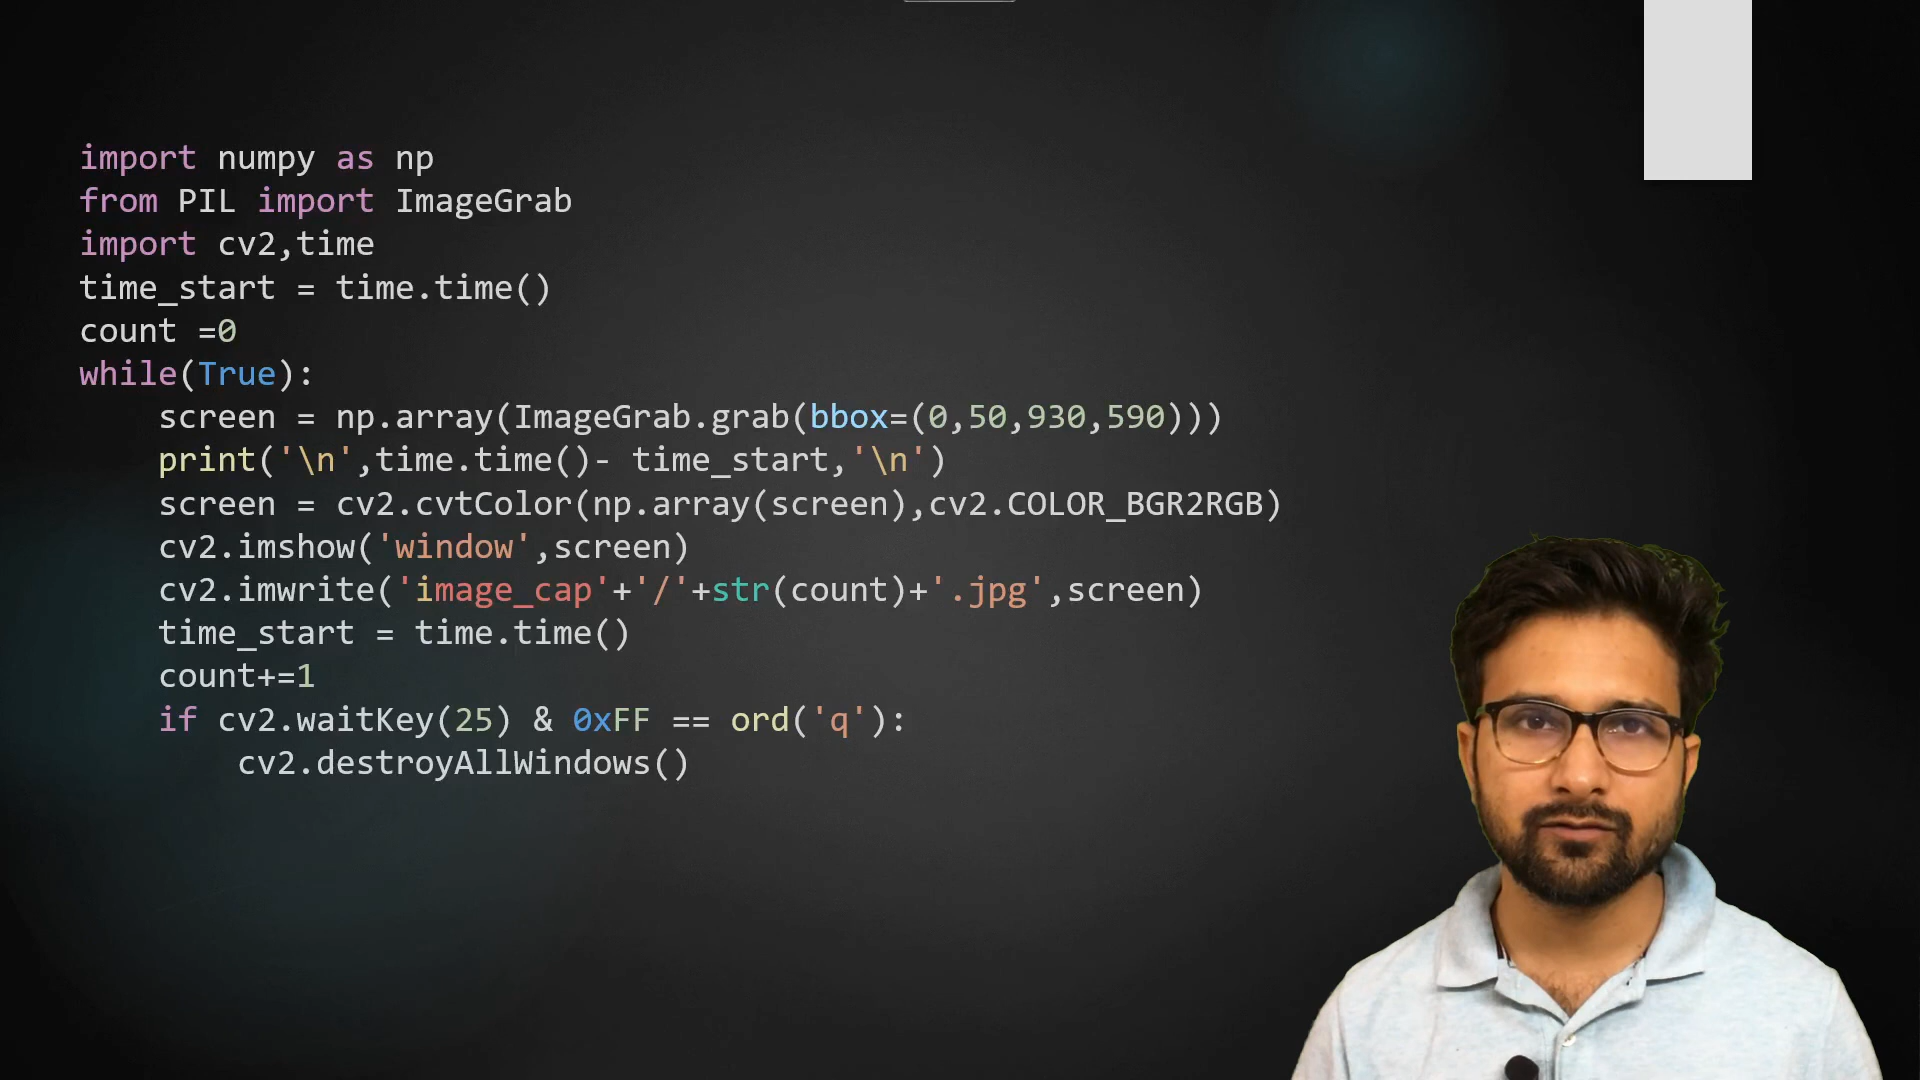 import numpy as np
from PIL import ImageGrab
import cv2,time
time_start = time.time()
count =0
while(True):
    screen = np.array(ImageGrab.grab(bbox=(0,50,930,590)))
    print('\n',time.time()- time_start,'\n')
    screen = cv2.cvtColor(np.array(screen),cv2.COLOR_BGR2RGB)
    cv2.imshow('window',screen)
    cv2.imwrite('image_cap'+'/'+str(count)+'.jpg',screen)
    time_start = time.time()
    count+=1
    if cv2.waitKey(25) & 0xFF == ord('q'):
        cv2.destroyAllWindows()